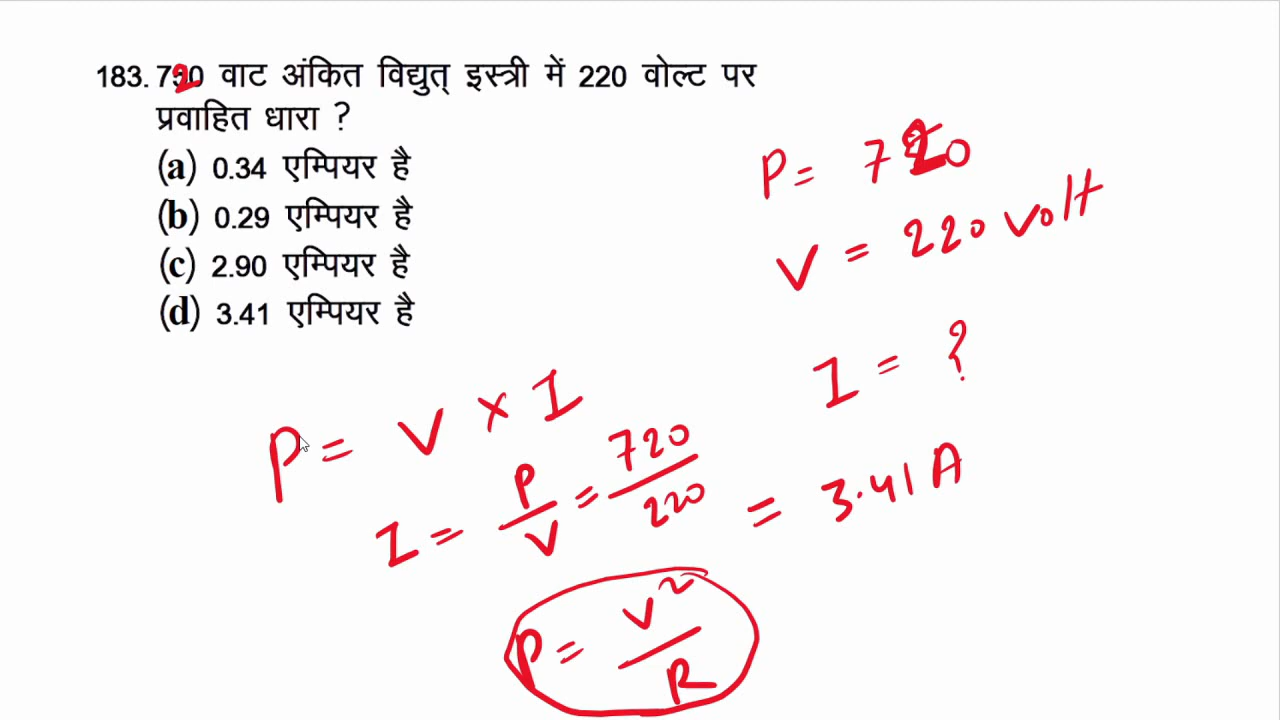 183. 720 वाट अंकित विद्युत् इस्त्री में 220 वोल्ट पर
प्रवाहित धारा ?
(a) 0.34 एम्पियर है
(b) 0.29 एम्पियर है
(c) 2.90 एम्पियर है
(d) 3.41 एम्पियर है
P = 720
V = 220 volt
I = ?
P = V × I
I = P/V = 720/220 = 3.41 A
P = V²/R